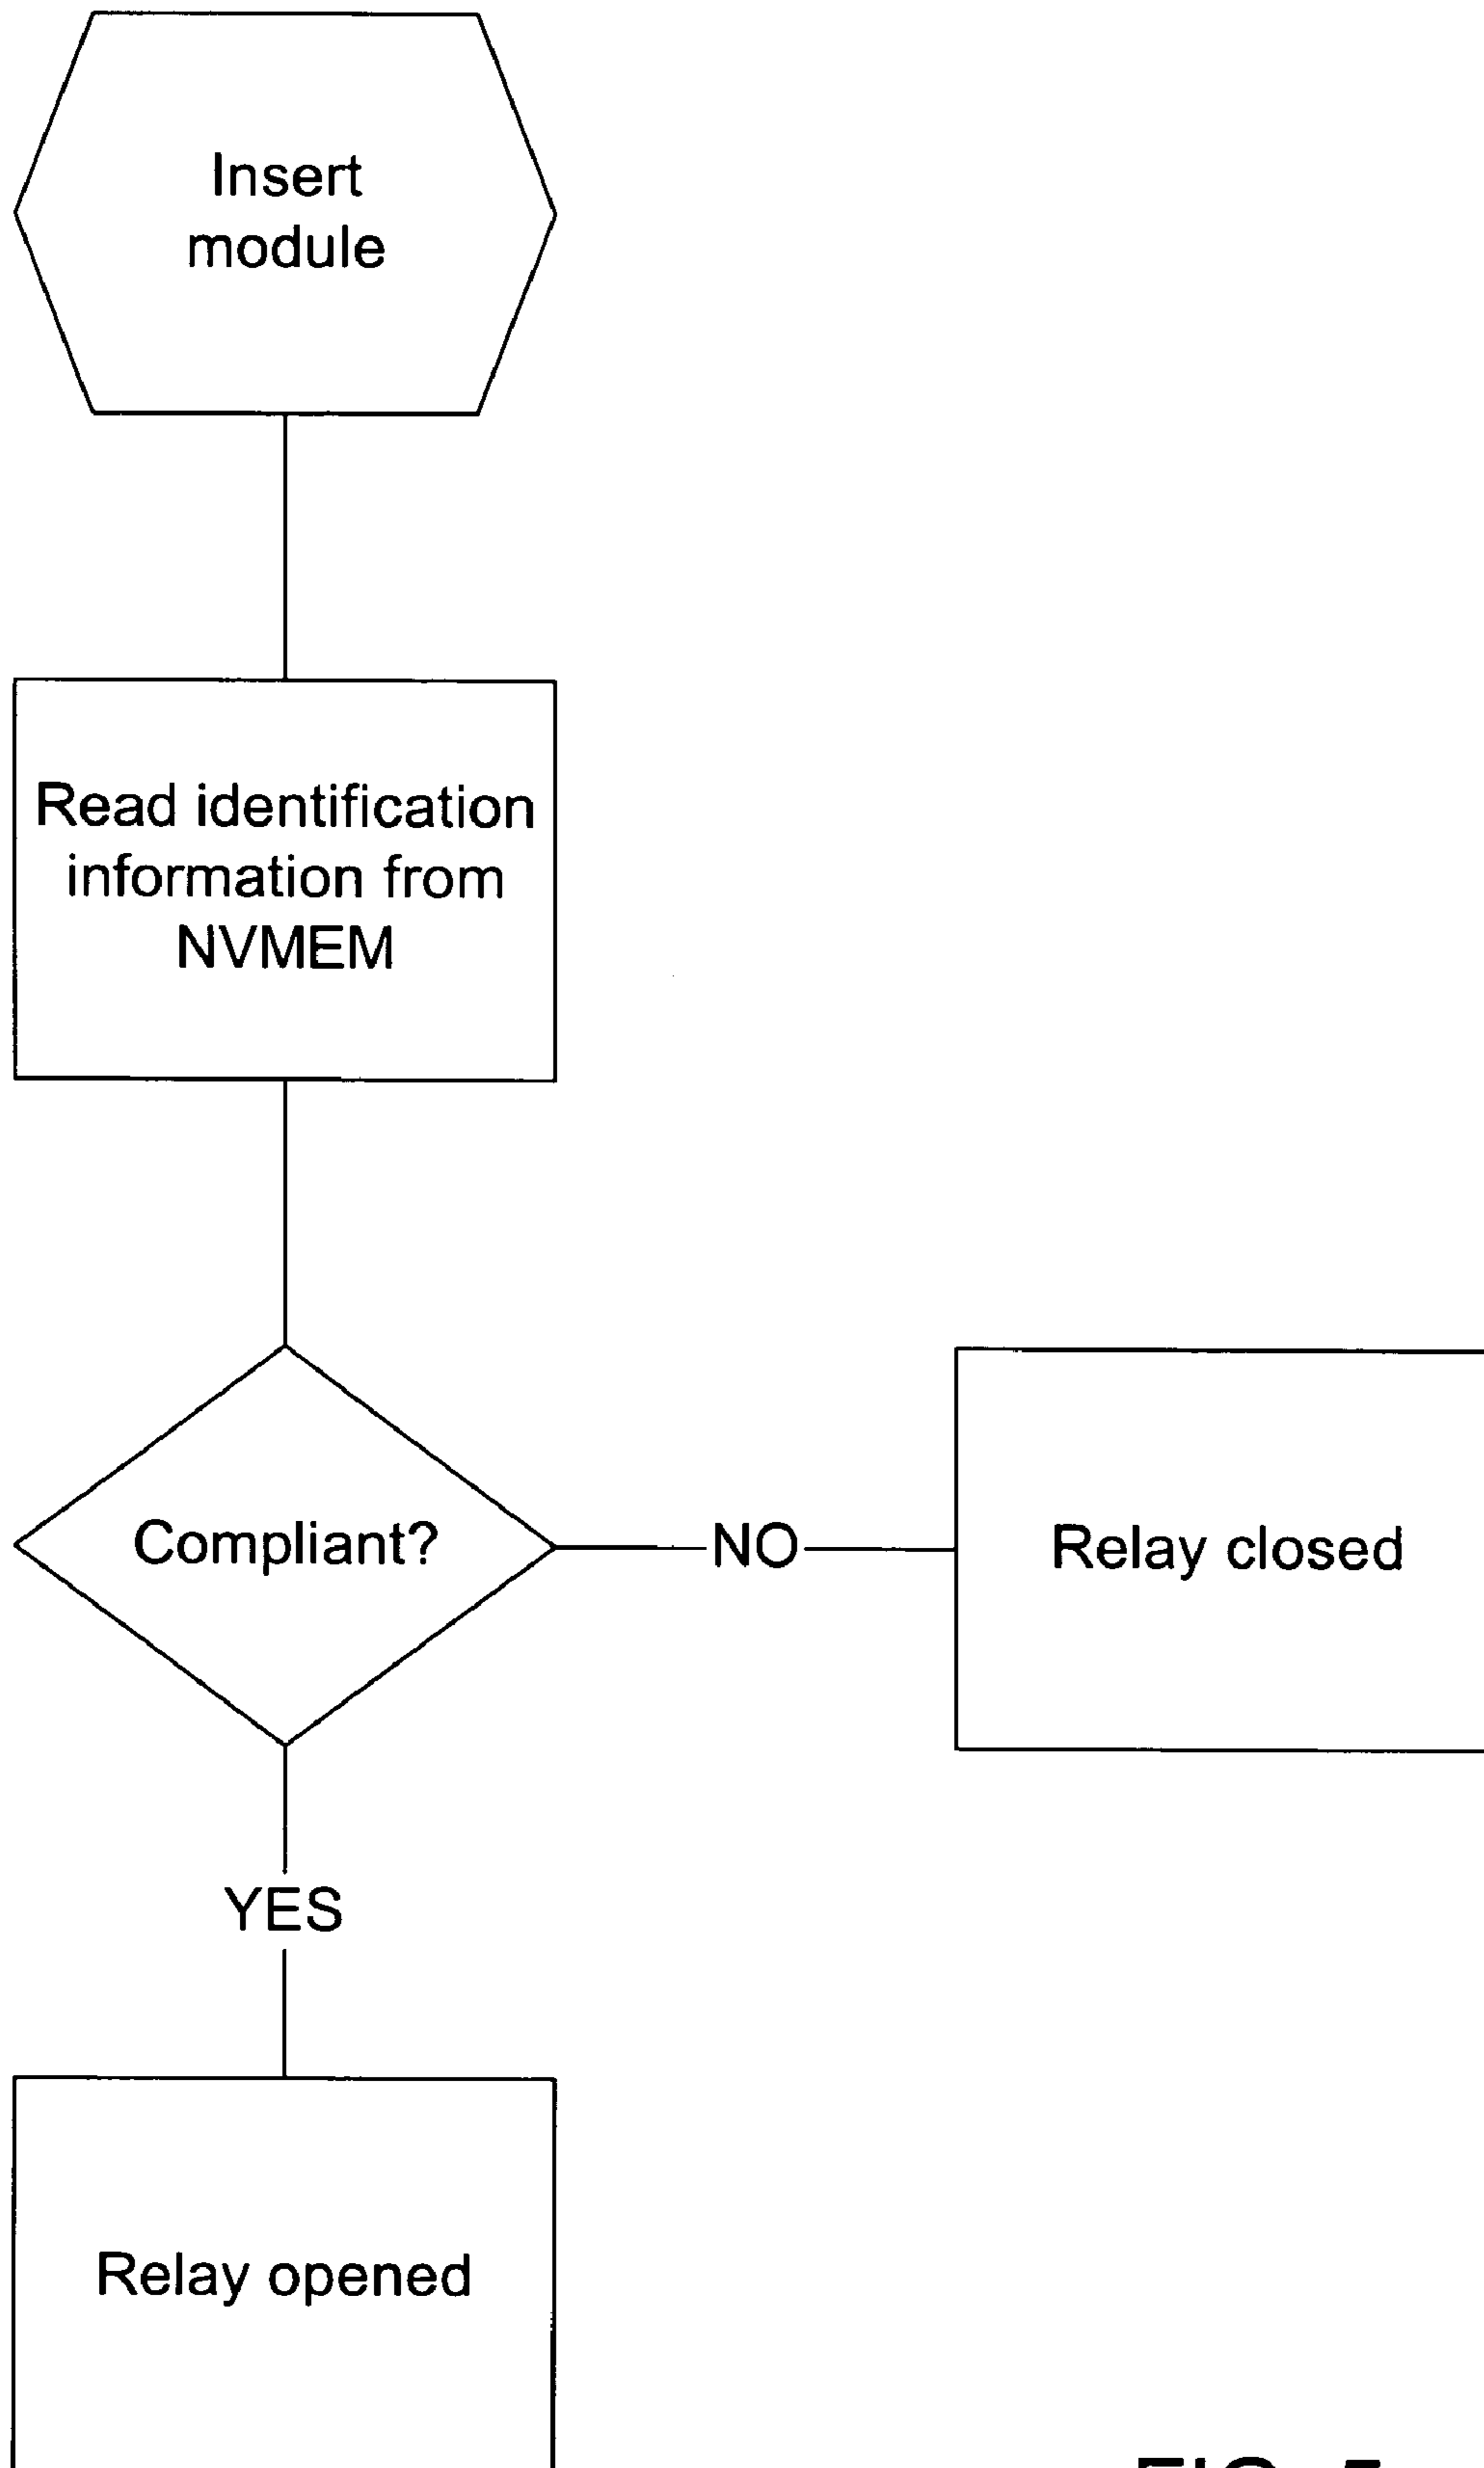 Insert
module
Read identification
information from
NVMEM
Compliant?
NO
Relay closed
YES
Relay opened